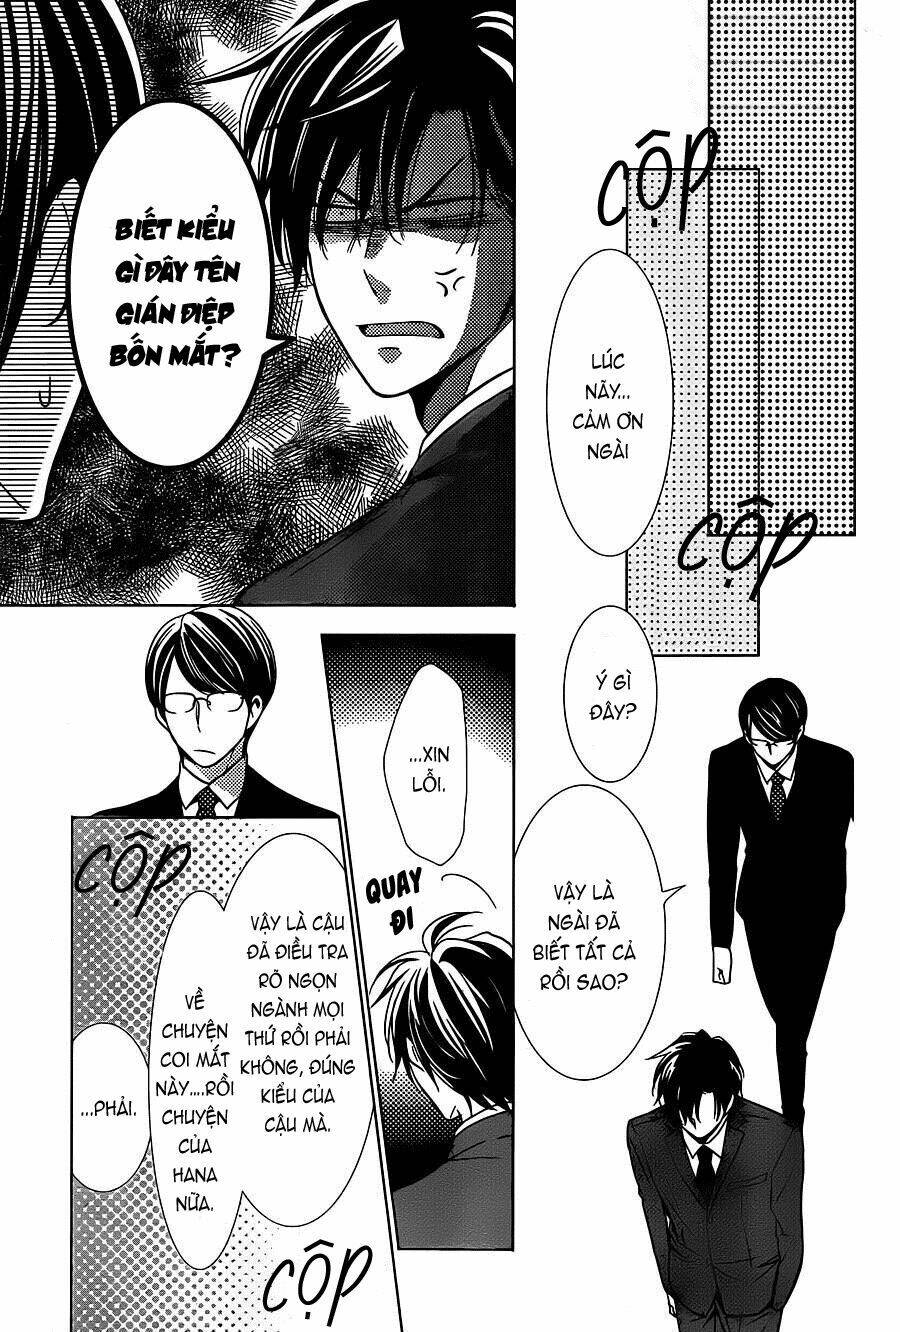 CỘP
LÚC
NÃY...
CẢM ƠN
NGÀI
CỘP
Ý GÌ
ĐÂY?
VẬY LÀ
NGÀI ĐÃ
BIẾT TẤT CẢ
RỒI SAO?
BIẾT KIỂU
GÌ ĐÂY TÊN
GIÁN ĐIỆP
BỐN MẮT?
...XIN
LỖI.
QUAY
ĐI
VẬY LÀ CẬU
ĐÃ ĐIỀU TRA
RÕ NGỌN
NGÀNH MỌI
THỨ RỒI PHẢI
KHÔNG, ĐÚNG
KIỂU CỦA
CẬU MÀ.
VỀ
CHUYỆN
COI MẮT
NÀY....RỒI
CHUYỆN
CỦA
HANA
NỮA.
CỘP
...PHẢI.
CỘP